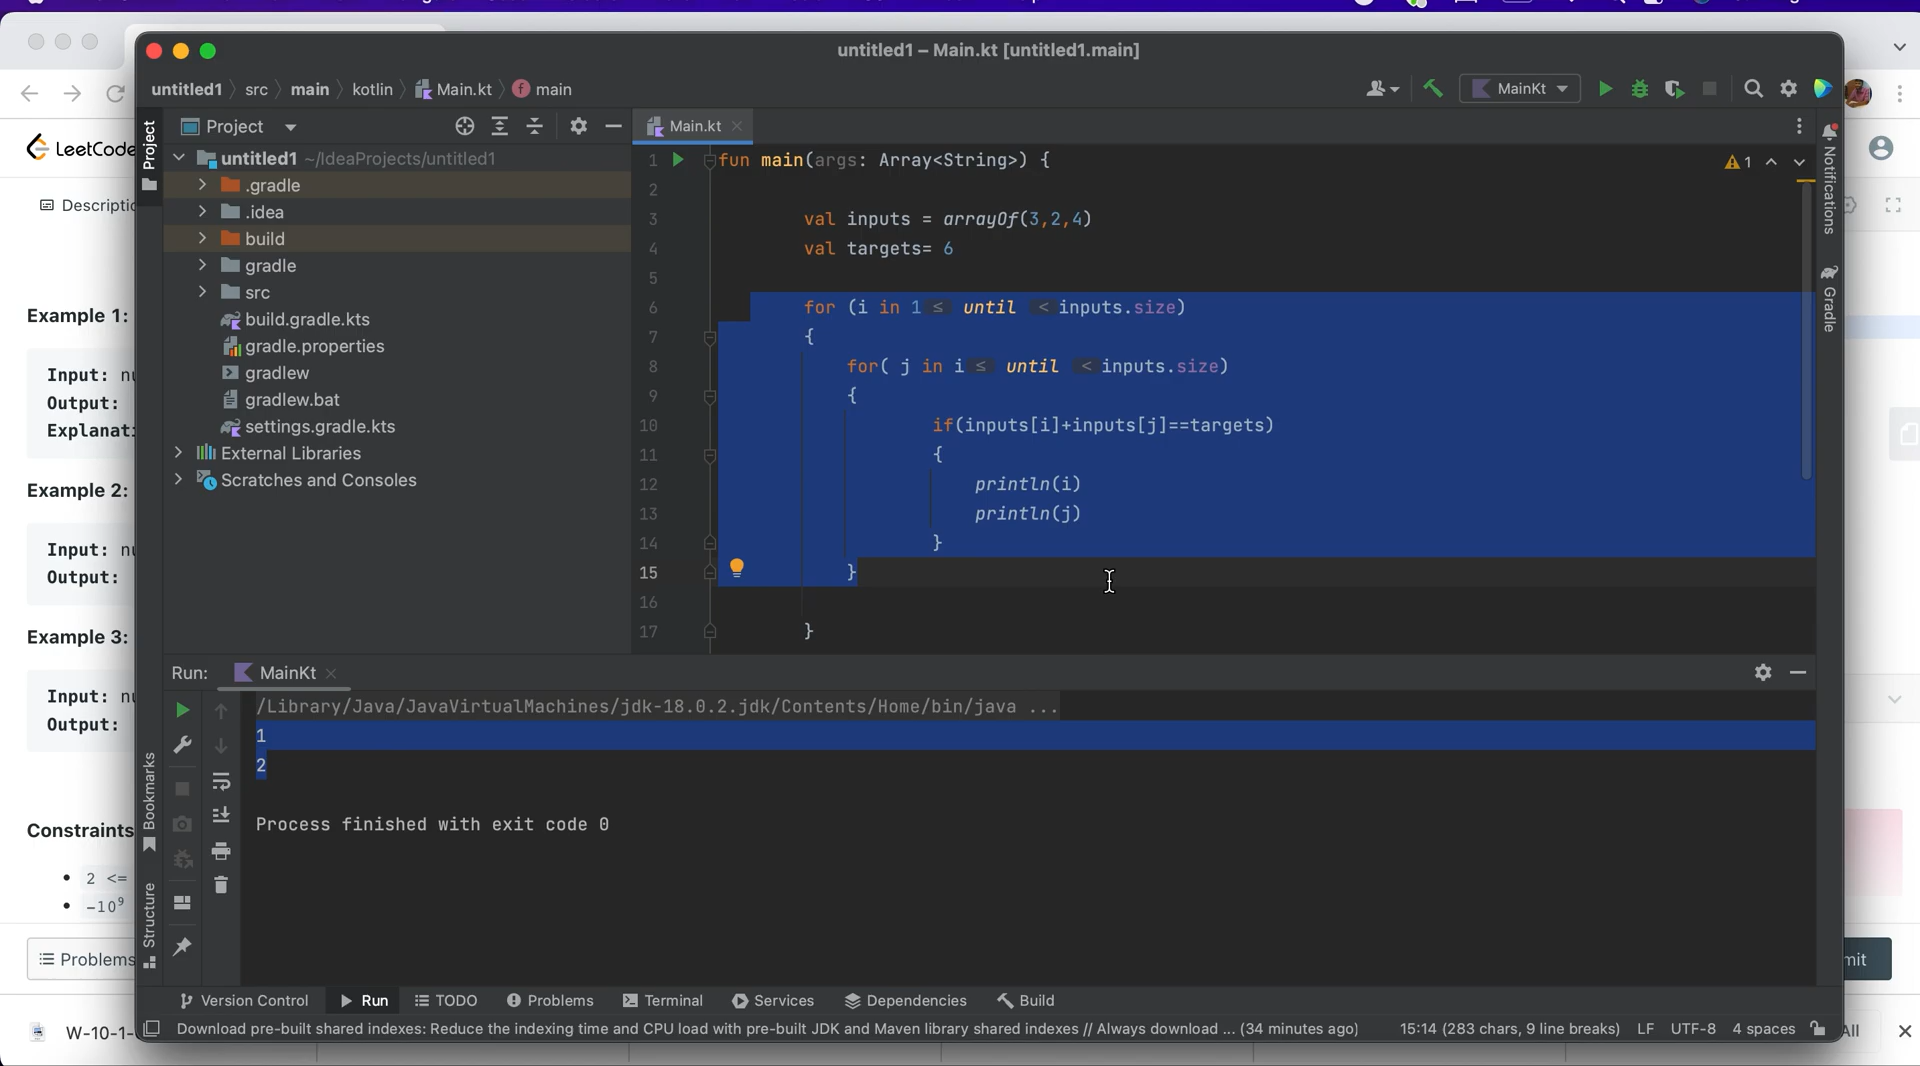 untitled1 – Main.kt [untitled1.main]
untitled1 src main kotlin Main.kt main
MainKt
LeetCode
Project
Project
Main.kt
Notifications
Gradle
untitled1 ~/IdeaProjects/untitled1
.gradle
.idea
build
gradle
src
build.gradle.kts
gradle.properties
gradlew
gradlew.bat
settings.gradle.kts
External Libraries
Scratches and Consoles
1 fun main(args: Array<String>) {
1
2
3 val inputs = arrayOf(3,2,4)
4 val targets= 6
5
6 for (i in 1 ≤ until < inputs.size)
7 {
8 for( j in i ≤ until < inputs.size)
9 {
10 if(inputs[i]+inputs[j]==targets)
11 {
12 println(i)
13 println(j)
14 }
15 }
16
17 }
Example 1:
Input:
Output:
Example 2:
Input:
Output:
Example 3:
Input:
Output:
Constraints
2 <=
-10⁹
Problems
Run: MainKt
/Library/Java/JavaVirtualMachines/jdk-18.0.2.jdk/Contents/Home/bin/java ...
1
2
Process finished with exit code 0
Bookmarks
Structure
Version Control Run TODO Problems Terminal Services Dependencies Build
Download pre-built shared indexes: Reduce the indexing time and CPU load with pre-built JDK and Maven library shared indexes // Always download ... (34 minutes ago) 15:14 (283 chars, 9 line breaks) LF UTF-8 4 spaces
W-10-1-